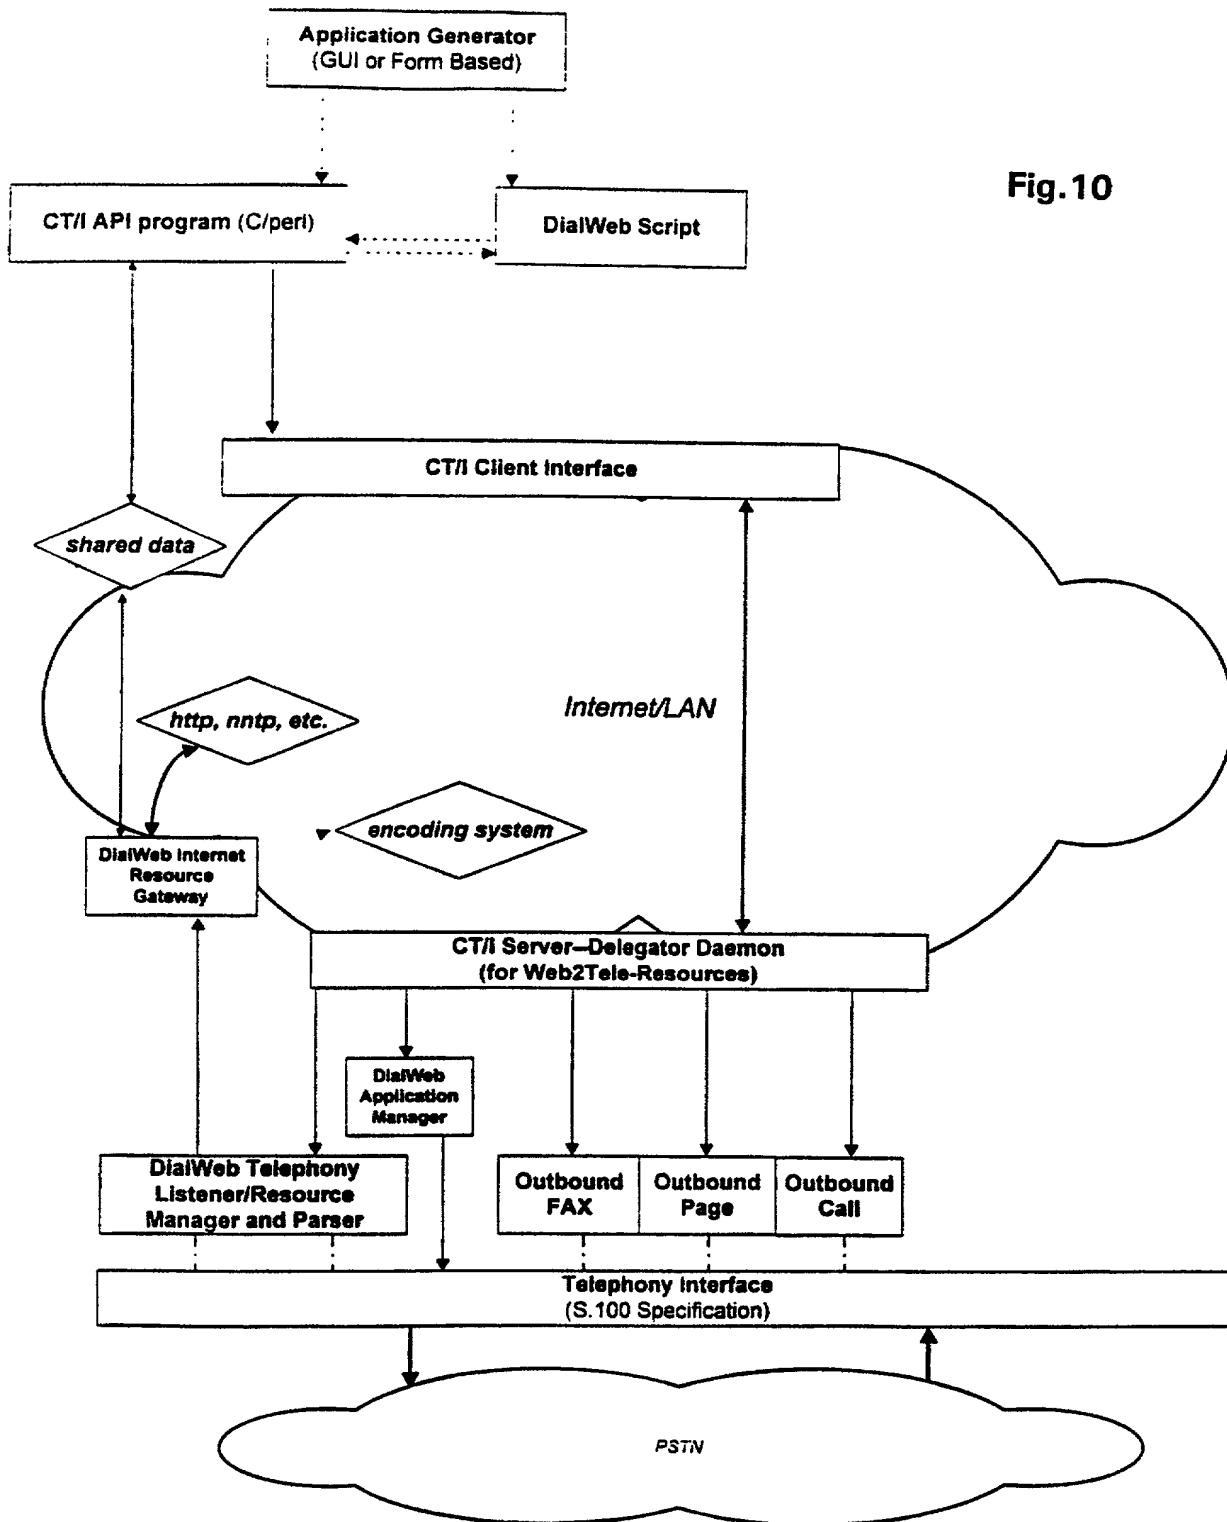 Application Generator
(GUI or Form Based)
Fig.10
CT/I API program (C/perl)
DialWeb Script
CT/I Client Interface
shared data
http, nntp, etc.
Internet/LAN
encoding system
DialWeb Internet
Resource
Gateway
CT/I Server–Delegator Daemon
(for Web2Tele-Resources)
DialWeb
Application
Manager
DialWeb Telephony
Listener/Resource
Manager and Parser
Outbound
FAX
Outbound
Page
Outbound
Call
Telephony Interface
(S.100 Specification)
PSTN